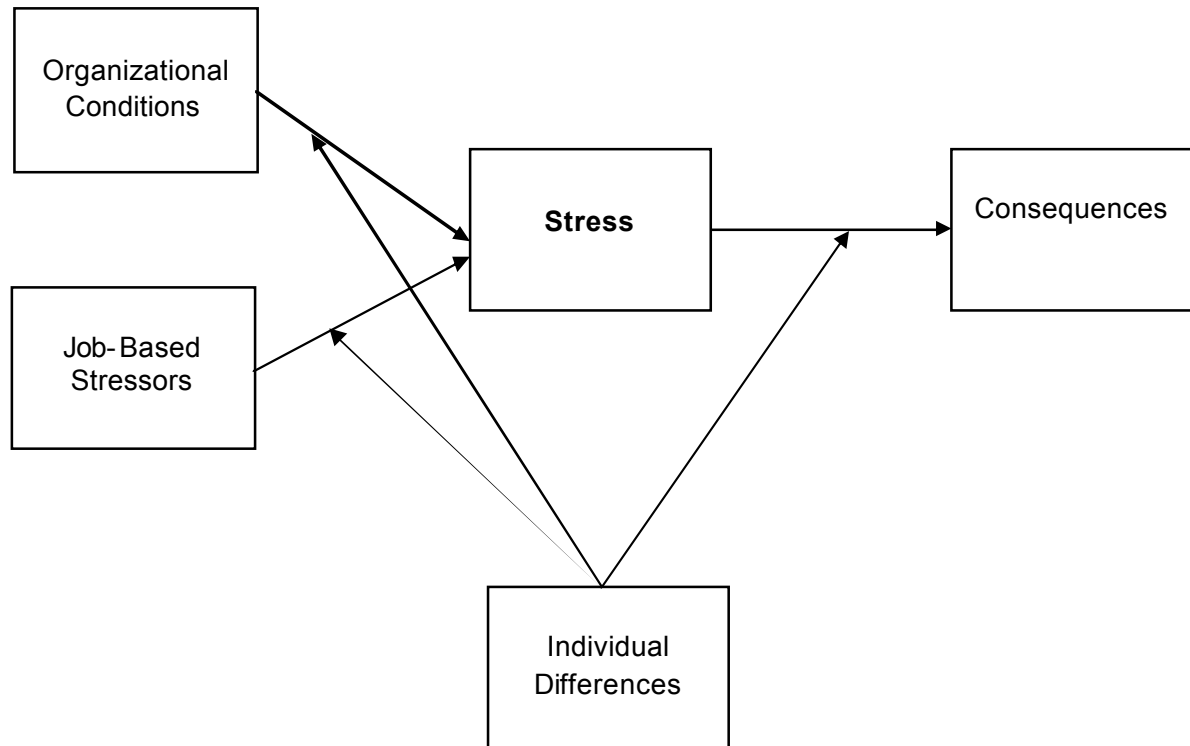 Organizational
Conditions
Stress
Consequences
Job-Based
Stressors
Individual
Differences